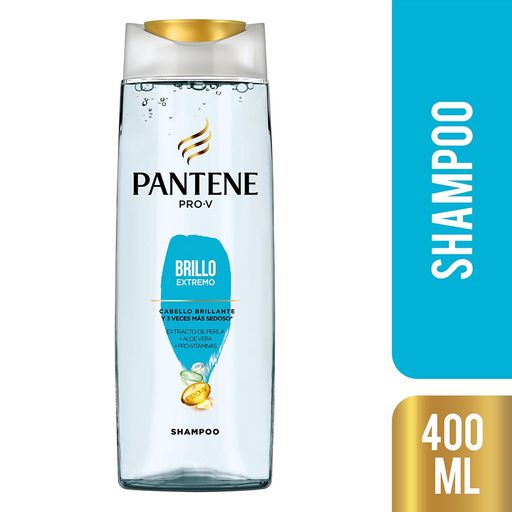 PANTENE
PRO-V
BRILLO
EXTREMO
CABELLO BRILLANTE
Y 3 VECES MÁS SEDOSO*
EXTRACTO DE PERLA
+ ALOE VERA
+ PRO-VITAMINAS
PRO-V
SHAMPOO
SHAMPOO
400
ML